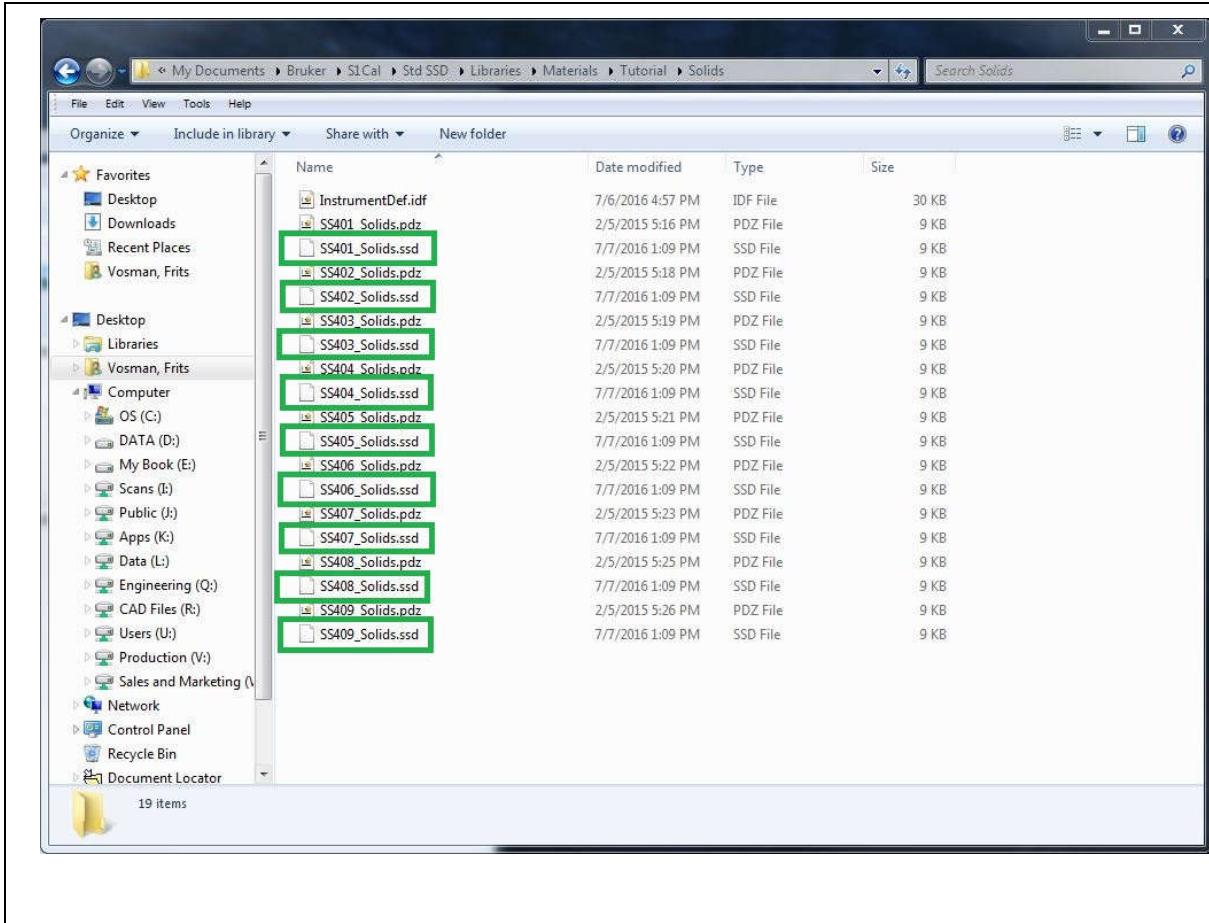 « My Documents ▸ Bruker ▸ S1Cal ▸ Std SSD ▸ Libraries ▸ Materials ▸ Tutorial ▸ Solids Search Solids
File Edit View Tools Help
Organize Include in library Share with New folder
Favorites
Desktop
Downloads
Recent Places
Vosman, Frits
Desktop
Libraries
Vosman, Frits
Computer
OS (C:)
DATA (D:)
My Book (E:)
Scans (I:)
Public (J:)
Apps (K:)
Data (L:)
Engineering (Q:)
CAD Files (R:)
Users (U:)
Production (V:)
Sales and Marketing
Network
Control Panel
Recycle Bin
Document Locator
Name Date modified Type Size
InstrumentDef.idf 7/6/2016 4:57 PM IDF File 30 KB
SS401_Solids.pdz 2/5/2015 5:16 PM PDZ File 9 KB
SS401_Solids.ssd 7/7/2016 1:09 PM SSD File 9 KB
SS402_Solids.pdz 2/5/2015 5:18 PM PDZ File 9 KB
SS402_Solids.ssd 7/7/2016 1:09 PM SSD File 9 KB
SS403_Solids.pdz 2/5/2015 5:19 PM PDZ File 9 KB
SS403_Solids.ssd 7/7/2016 1:09 PM SSD File 9 KB
SS404_Solids.pdz 2/5/2015 5:20 PM PDZ File 9 KB
SS404_Solids.ssd 7/7/2016 1:09 PM SSD File 9 KB
SS405_Solids.pdz 2/5/2015 5:21 PM PDZ File 9 KB
SS405_Solids.ssd 7/7/2016 1:09 PM SSD File 9 KB
SS406_Solids.pdz 2/5/2015 5:22 PM PDZ File 9 KB
SS406_Solids.ssd 7/7/2016 1:09 PM SSD File 9 KB
SS407_Solids.pdz 2/5/2015 5:23 PM PDZ File 9 KB
SS407_Solids.ssd 7/7/2016 1:09 PM SSD File 9 KB
SS408_Solids.pdz 2/5/2015 5:25 PM PDZ File 9 KB
SS408_Solids.ssd 7/7/2016 1:09 PM SSD File 9 KB
SS409_Solids.pdz 2/5/2015 5:26 PM PDZ File 9 KB
SS409_Solids.ssd 7/7/2016 1:09 PM SSD File 9 KB
19 items